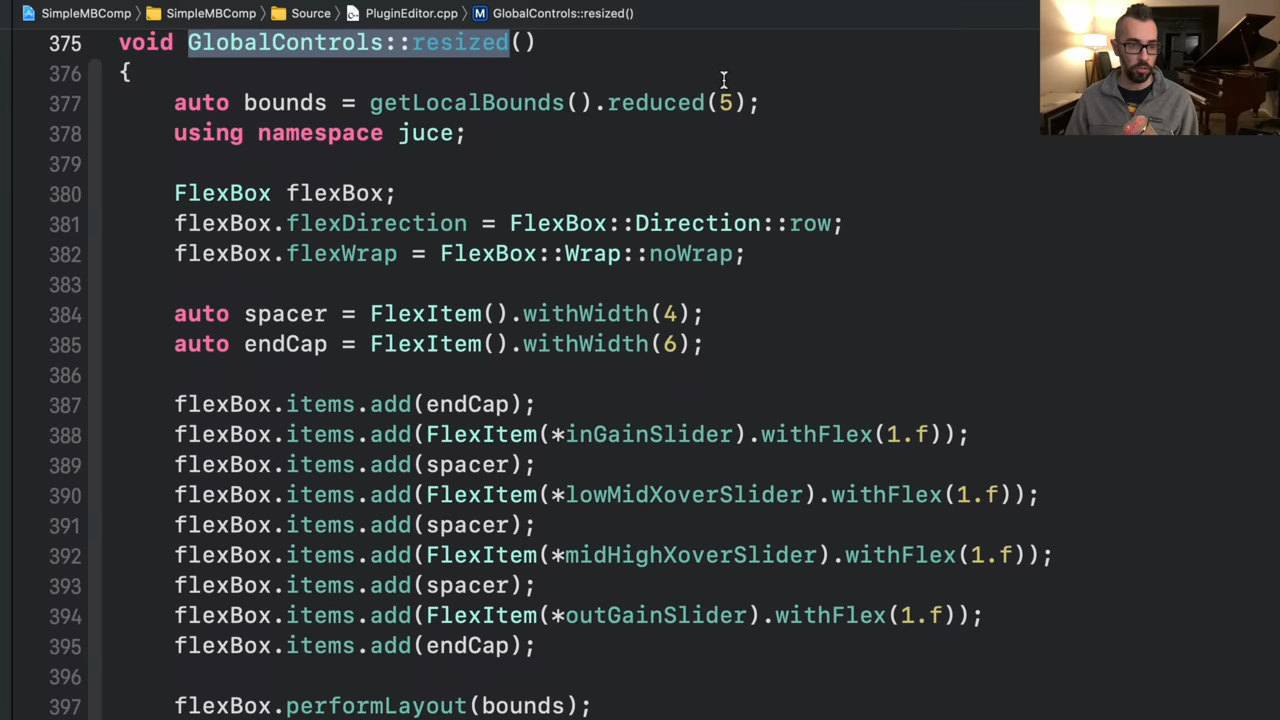 SimpleMBComp > SimpleMBComp > Source > PluginEditor.cpp > M GlobalControls::resized()
375 void GlobalControls::resized()
376 {
377 auto bounds = getLocalBounds().reduced(5);
378 using namespace juce;
379
380 FlexBox flexBox;
381 flexBox.flexDirection = FlexBox::Direction::row;
382 flexBox.flexWrap = FlexBox::Wrap::noWrap;
383
384 auto spacer = FlexItem().withWidth(4);
385 auto endCap = FlexItem().withWidth(6);
386
387 flexBox.items.add(endCap);
388 flexBox.items.add(FlexItem(*inGainSlider).withFlex(1.f));
389 flexBox.items.add(spacer);
390 flexBox.items.add(FlexItem(*lowMidXoverSlider).withFlex(1.f));
391 flexBox.items.add(spacer);
392 flexBox.items.add(FlexItem(*midHighXoverSlider).withFlex(1.f));
393 flexBox.items.add(spacer);
394 flexBox.items.add(FlexItem(*outGainSlider).withFlex(1.f));
395 flexBox.items.add(endCap);
396
397 flexBox.performLayout(bounds);